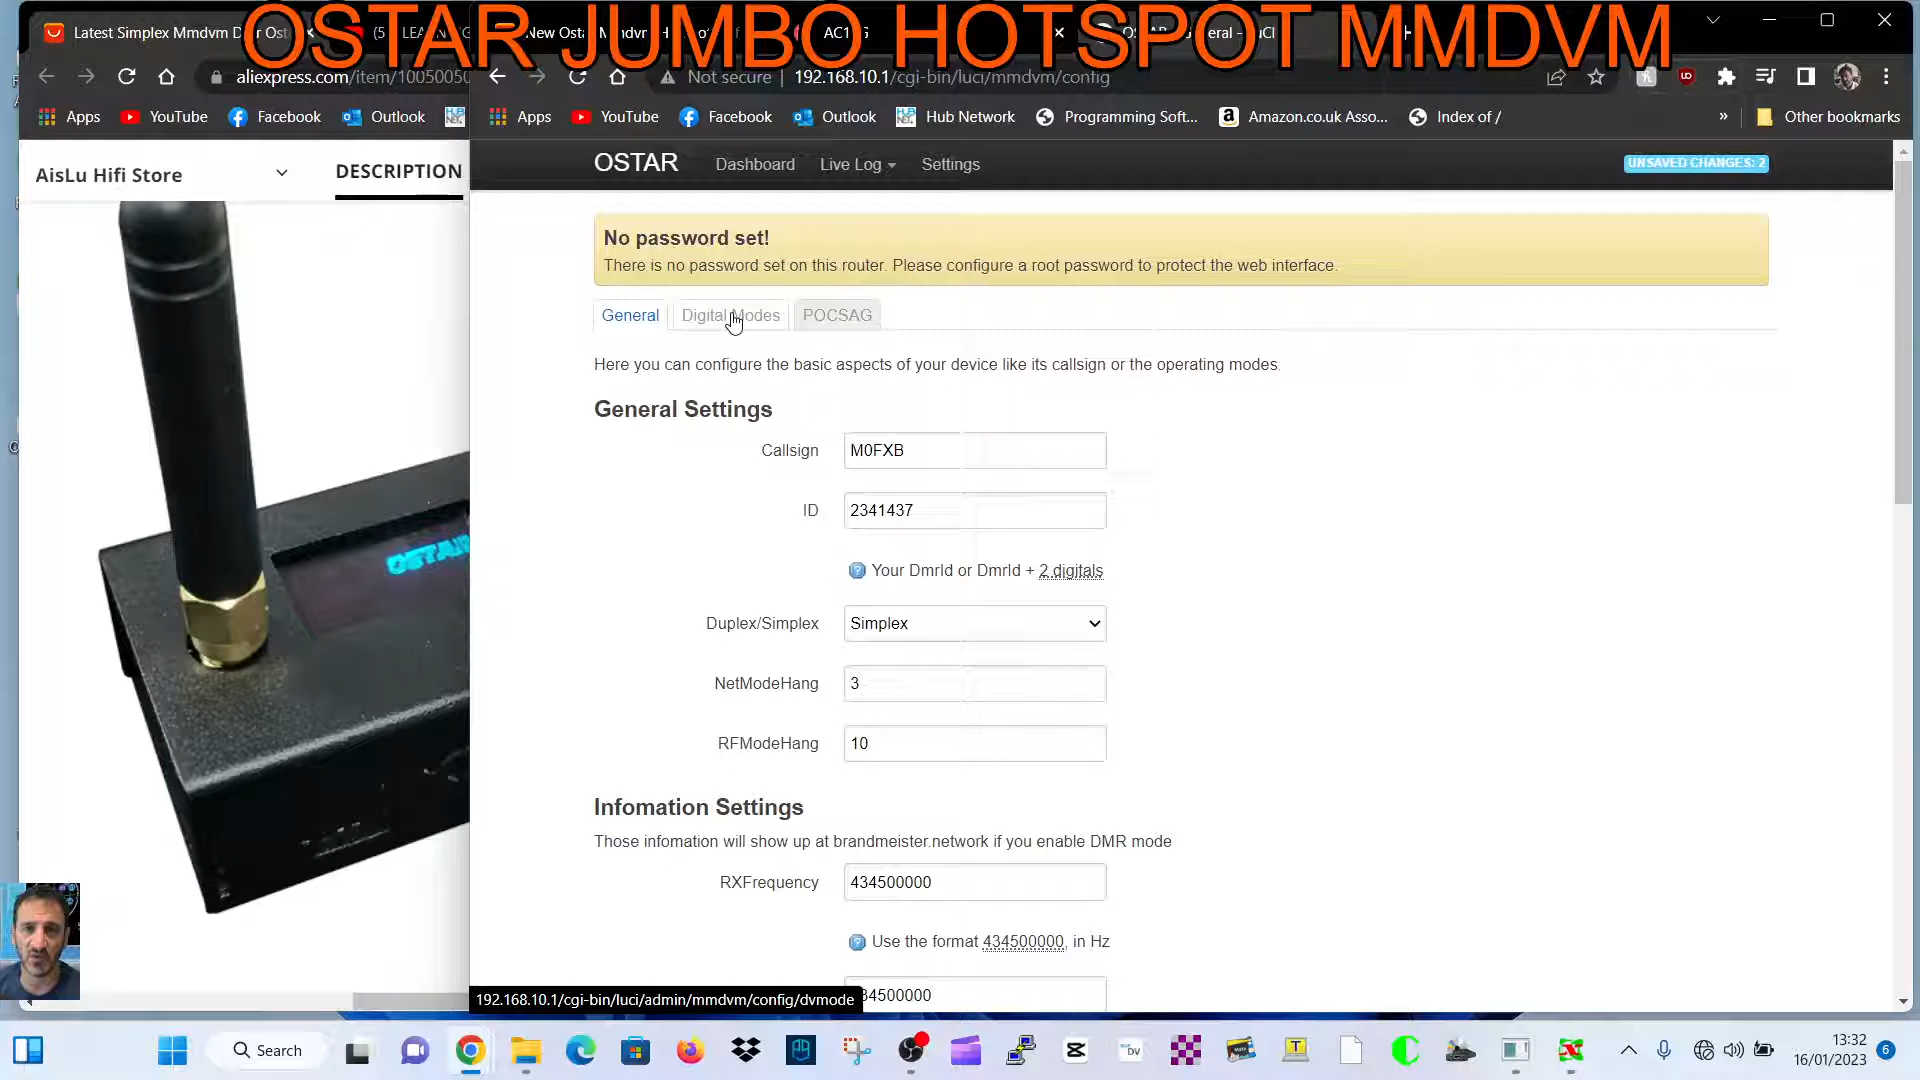 OSTAR JUMBO HOTSPOT MMDVM
Latest Simplex Mmdvm
New Osta
192.168.10.1/cgi-bin/luci/mmdvm/config
Not secure
aliexpress.com/item/10050050
Apps
YouTube
Facebook
Outlook
Apps
YouTube
Facebook
Outlook
Hub Network
Programming Soft...
Amazon.co.uk Asso...
Index of /
»
Other bookmarks
AisLu Hifi Store
DESCRIPTION
OSTAR
Dashboard
Live Log
Settings
UNSAVED CHANGES: 2
No password set!
There is no password set on this router. Please configure a root password to protect the web interface.
General
Digital Modes
POCSAG
Here you can configure the basic aspects of your device like its callsign or the operating modes.
General Settings
Callsign
M0FXB
ID
2341437
Your DmrId or DmrId + 2 digitals
Duplex/Simplex
Simplex
NetModeHang
3
RFModeHang
10
Infomation Settings
Those infomation will show up at brandmeister.network if you enable DMR mode
RXFrequency
434500000
Use the format 434500000, in Hz
34500000
192.168.10.1/cgi-bin/luci/admin/mmdvm/config/dvmode
Search
DV
13:32
16/01/2023
6